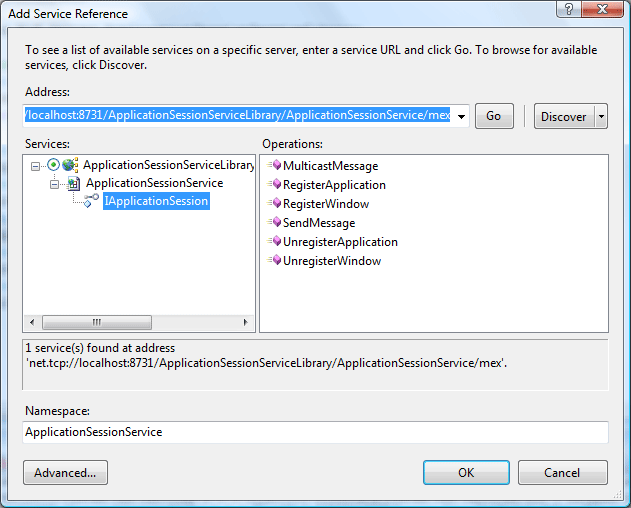 Add Service Reference
To see a list of available services on a specific server, enter a service URL and click Go. To browse for available
services, click Discover.
Address:
/localhost:8731/ApplicationSessionServiceLibrary/ApplicationSessionService/mex
Go
Discover
Services:
Operations:
ApplicationSessionServiceLibrary
ApplicationSessionService
IApplicationSession
MulticastMessage
RegisterApplication
RegisterWindow
SendMessage
UnregisterApplication
UnregisterWindow
1 service(s) found at address
'net.tcp://localhost:8731/ApplicationSessionServiceLibrary/ApplicationSessionService/mex'.
Namespace:
ApplicationSessionService
Advanced...
OK
Cancel